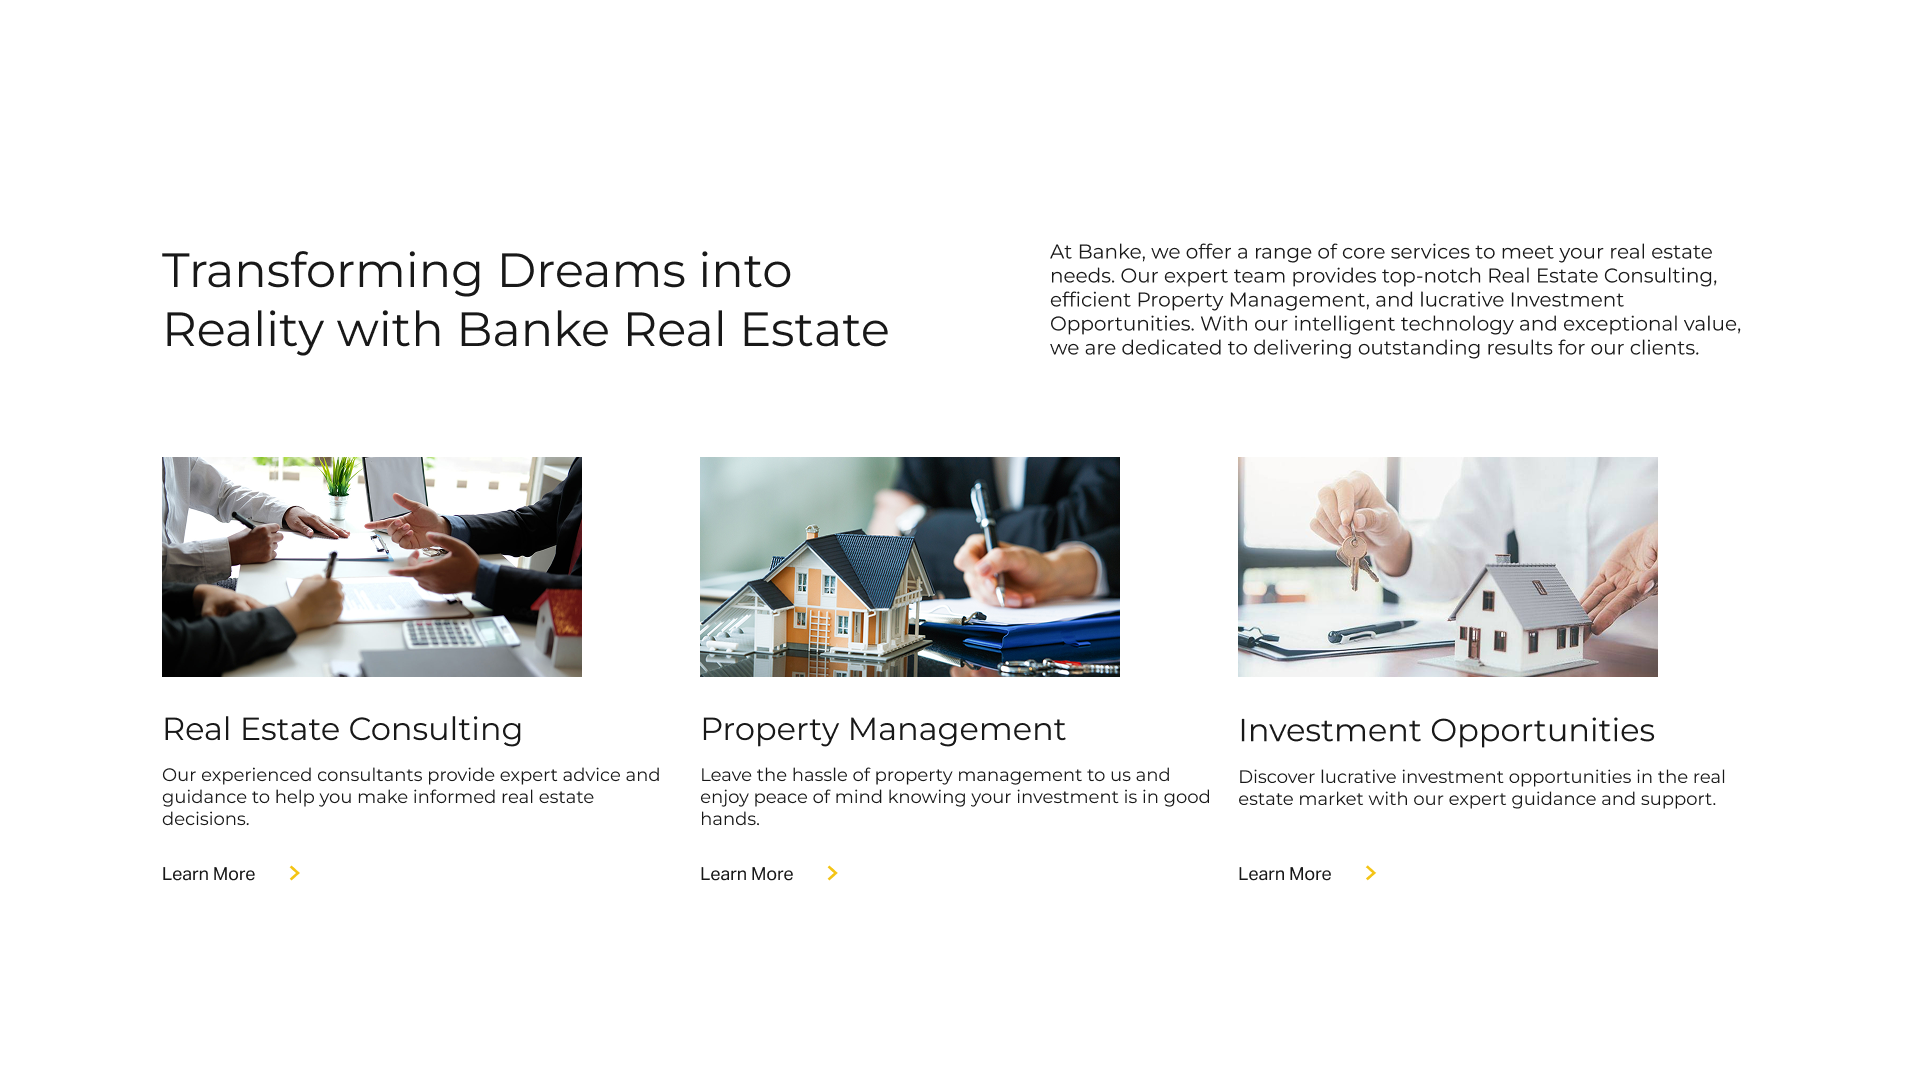 Transforming Dreams into
Reality with Banke Real Estate
At Banke, we offer a range of core services to meet your real estate
needs. Our expert team provides top-notch Real Estate Consulting,
efficient Property Management, and lucrative Investment
Opportunities. With our intelligent technology and exceptional value,
we are dedicated to delivering outstanding results for our clients.
Real Estate Consulting
Our experienced consultants provide expert advice and
guidance to help you make informed real estate
decisions.
Learn More
Property Management
Leave the hassle of property management to us and
enjoy peace of mind knowing your investment is in good
hands.
Learn More
Investment Opportunities
Discover lucrative investment opportunities in the real
estate market with our expert guidance and support.
Learn More